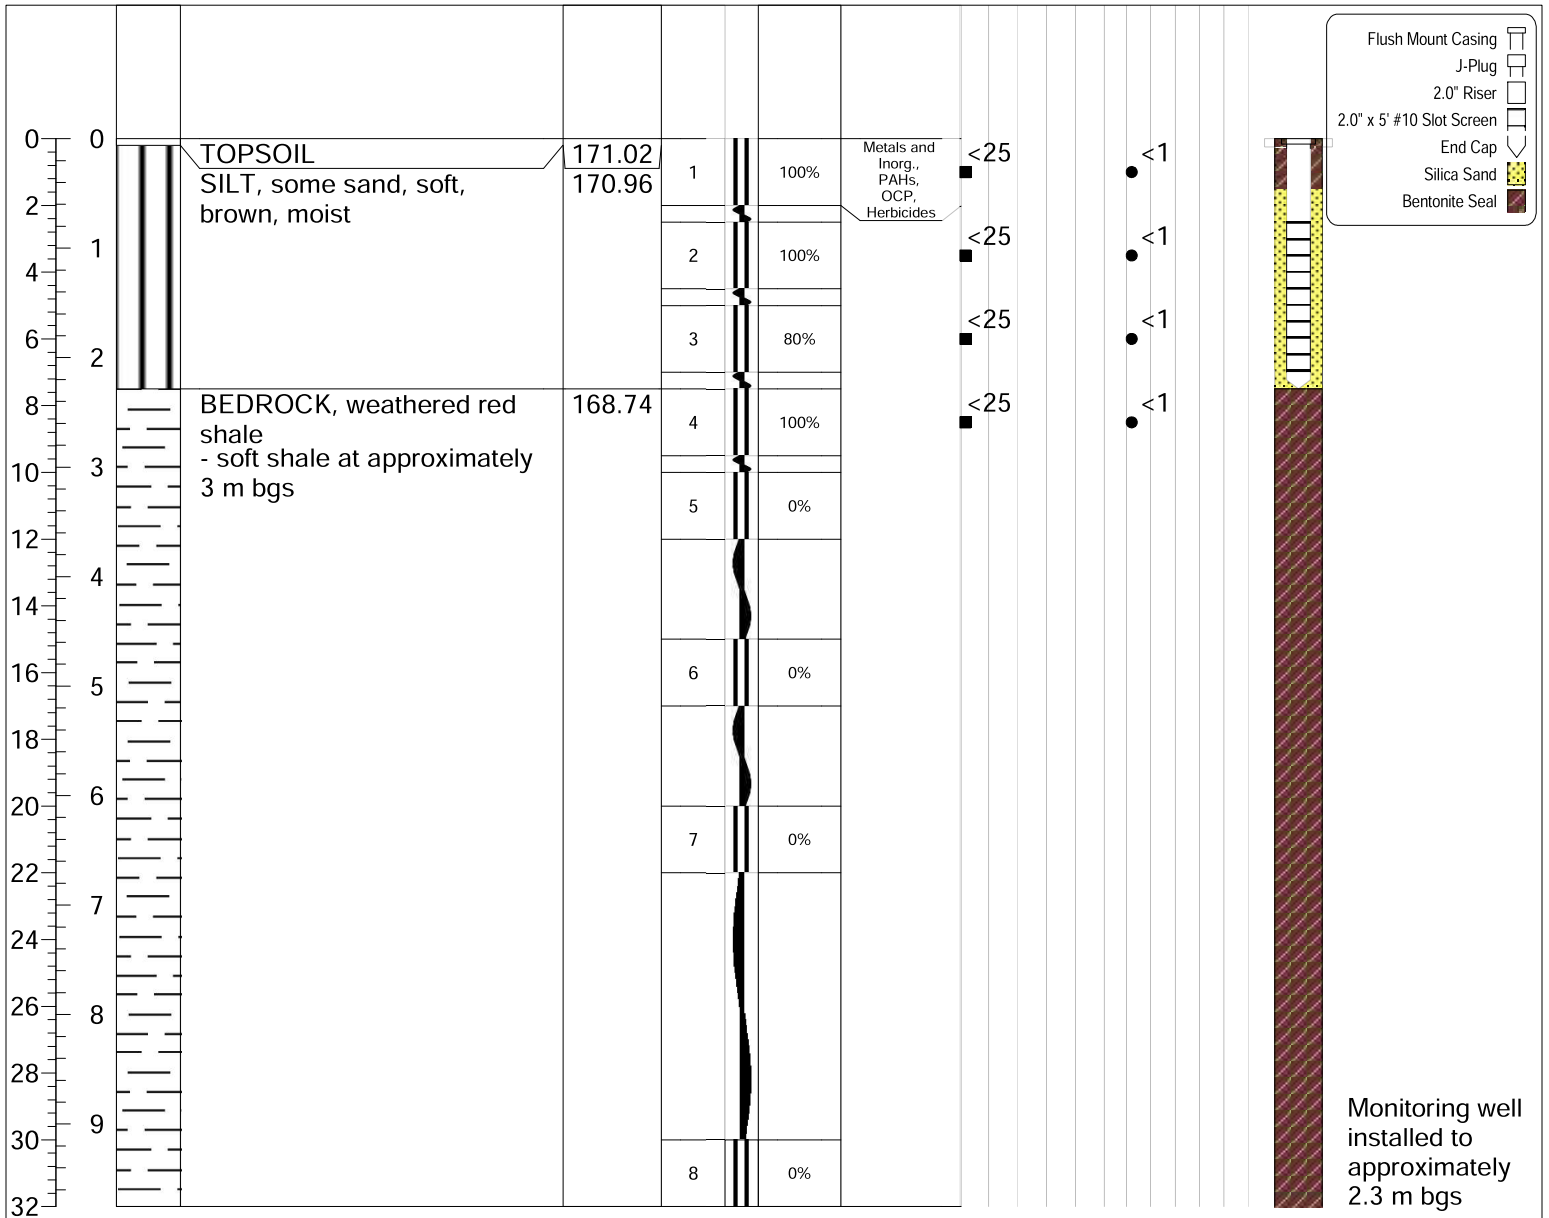 Flush Mount Casing
J-Plug
2.0" Riser
2.0" x 5' #10 Slot Screen
End Cap
Silica Sand
Bentonite Seal
0
2
4
6
8
10
12
14
16
18
20
22
24
26
28
30
32
0
1
2
3
4
5
6
7
8
9
TOPSOIL
171.02
SILT, some sand, soft,
brown, moist
170.96
BEDROCK, weathered red
shale
- soft shale at approximately
3 m bgs
168.74
1
100%
2
100%
3
80%
4
100%
5
0%
6
0%
7
0%
8
0%
Metals and
Inorg.,
PAHs,
OCP,
Herbicides
<25
<1
<25
<1
<25
<1
<25
<1
Monitoring well
installed to
approximately
2.3 m bgs